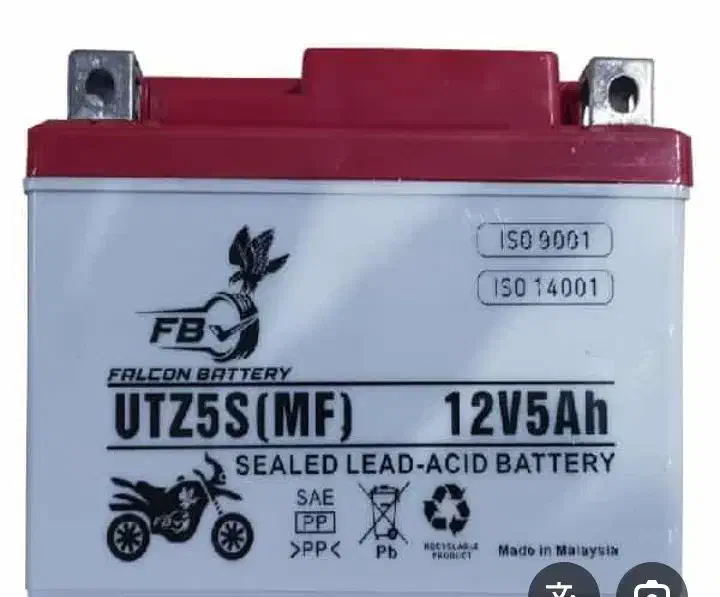 ISO 9001
ISO 14001
FB
FALCON BATTERY
UTZ5S(MF) 12V5Ah
SEALED LEAD-ACID BATTERY
SAE
PP
>PP<
Pb
RECYCLABLE
PRODUCT
Made in Malaysia